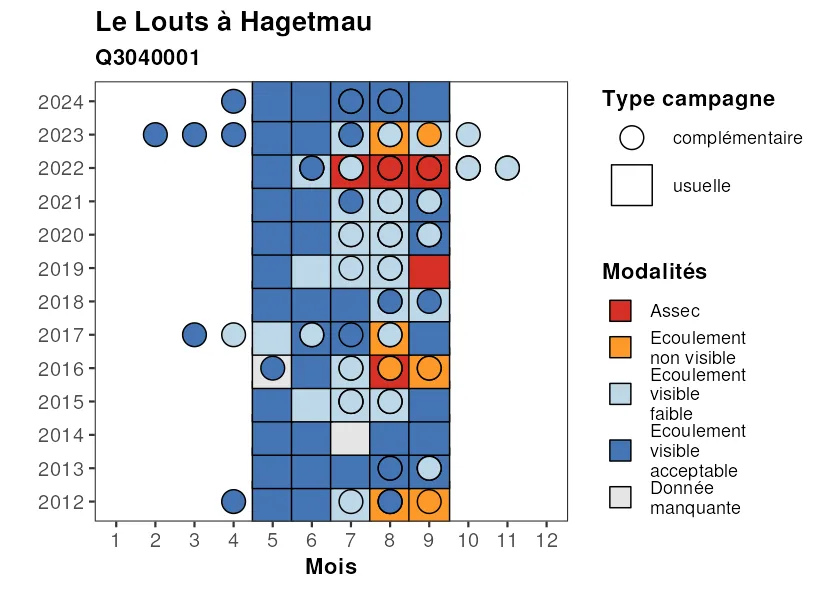 Le Louts à Hagetmau
Q3040001
2024
2023
2022
2021
2020
2019
2018
2017
2016
2015
2014
2013
2012
1 2 3 4 5 6 7 8 9 10 11 12
Mois
Type campagne
complémentaire
usuelle
Modalités
Assec
Ecoulement
non visible
Ecoulement
visible
faible
Ecoulement
visible
acceptable
Donnée
manquante